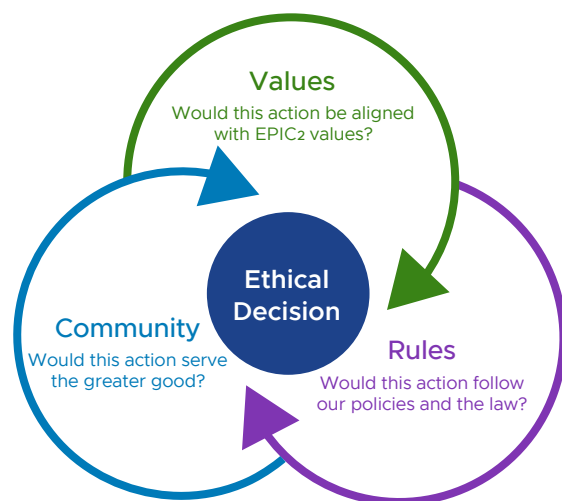 Values
Would this action be aligned
with EPIC2 values?
Ethical
Decision
Community
Would this action serve
the greater good?
Rules
Would this action follow
our policies and the law?